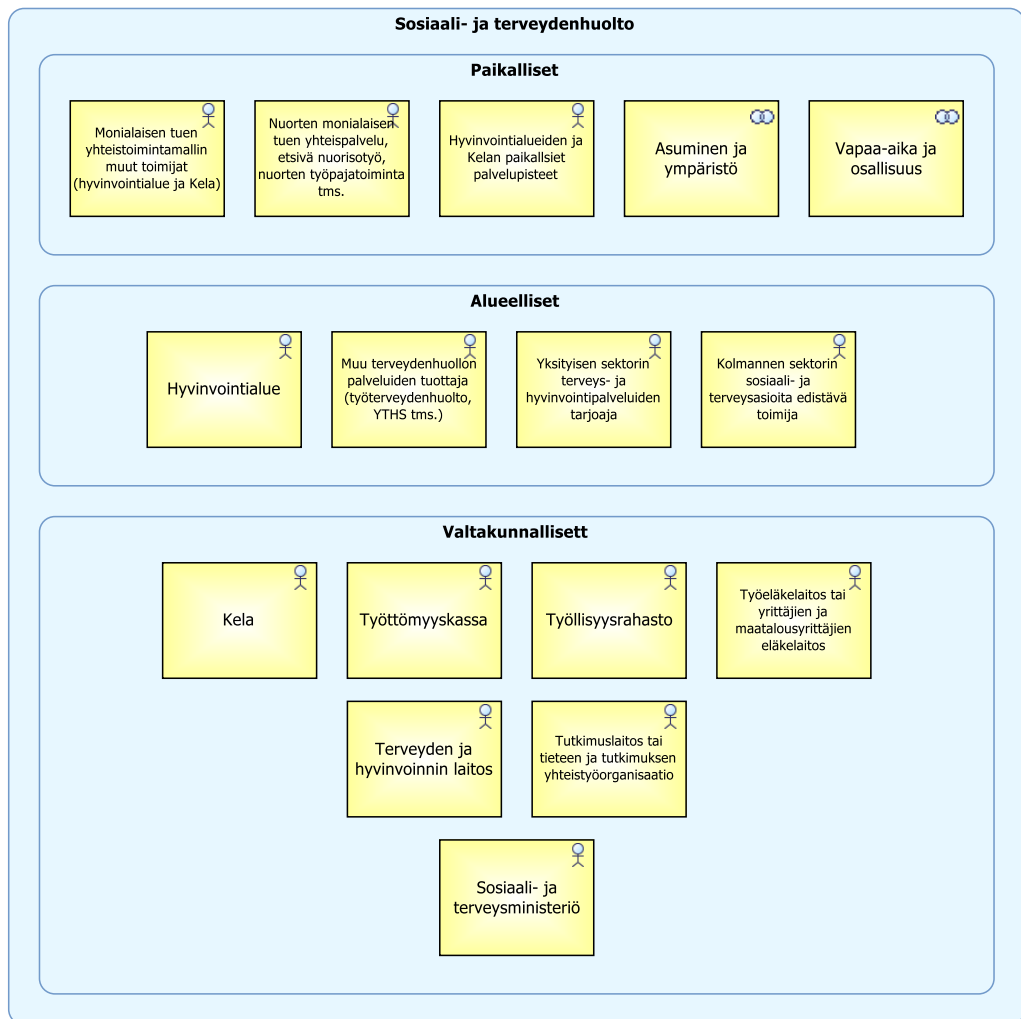 Sosiaali- ja terveydenhuolto
Paikalliset
Monialaisen tuen
yhteistoimintamallin
muut toimijat
(hyvinvointialue ja Kela)
Nuorten monialaisen
tuen yhteispalvelu,
etsivä nuorisotyö,
nuorten työpajatoiminta
tms.
Hyvinvointialueiden ja
Kelan paikallsiet
palvelupisteet
Asuminen ja
ympäristö
Vapaa-aika ja
osallisuus
Alueelliset
Hyvinvointialue
Muu terveydenhuollon
palveluiden tuottaja
(työterveydenhuolto,
YTHS tms.)
Yksityisen sektorin
terveys- ja
hyvinvointipalveluiden
tarjoaja
Kolmannen sektorin
sosiaali- ja
terveysasioita edistävä
toimija
Valtakunnallisett
Kela
Työttömyyskassa
Työllisyysrahasto
Työeläkelaitos tai
yrittäjien ja
maatalousyrittäjien
eläkelaitos
Terveyden ja
hyvinvoinnin laitos
Tutkimuslaitos tai
tieteen ja tutkimuksen
yhteistyöorganisaatio
Sosiaali- ja
terveysministeriö